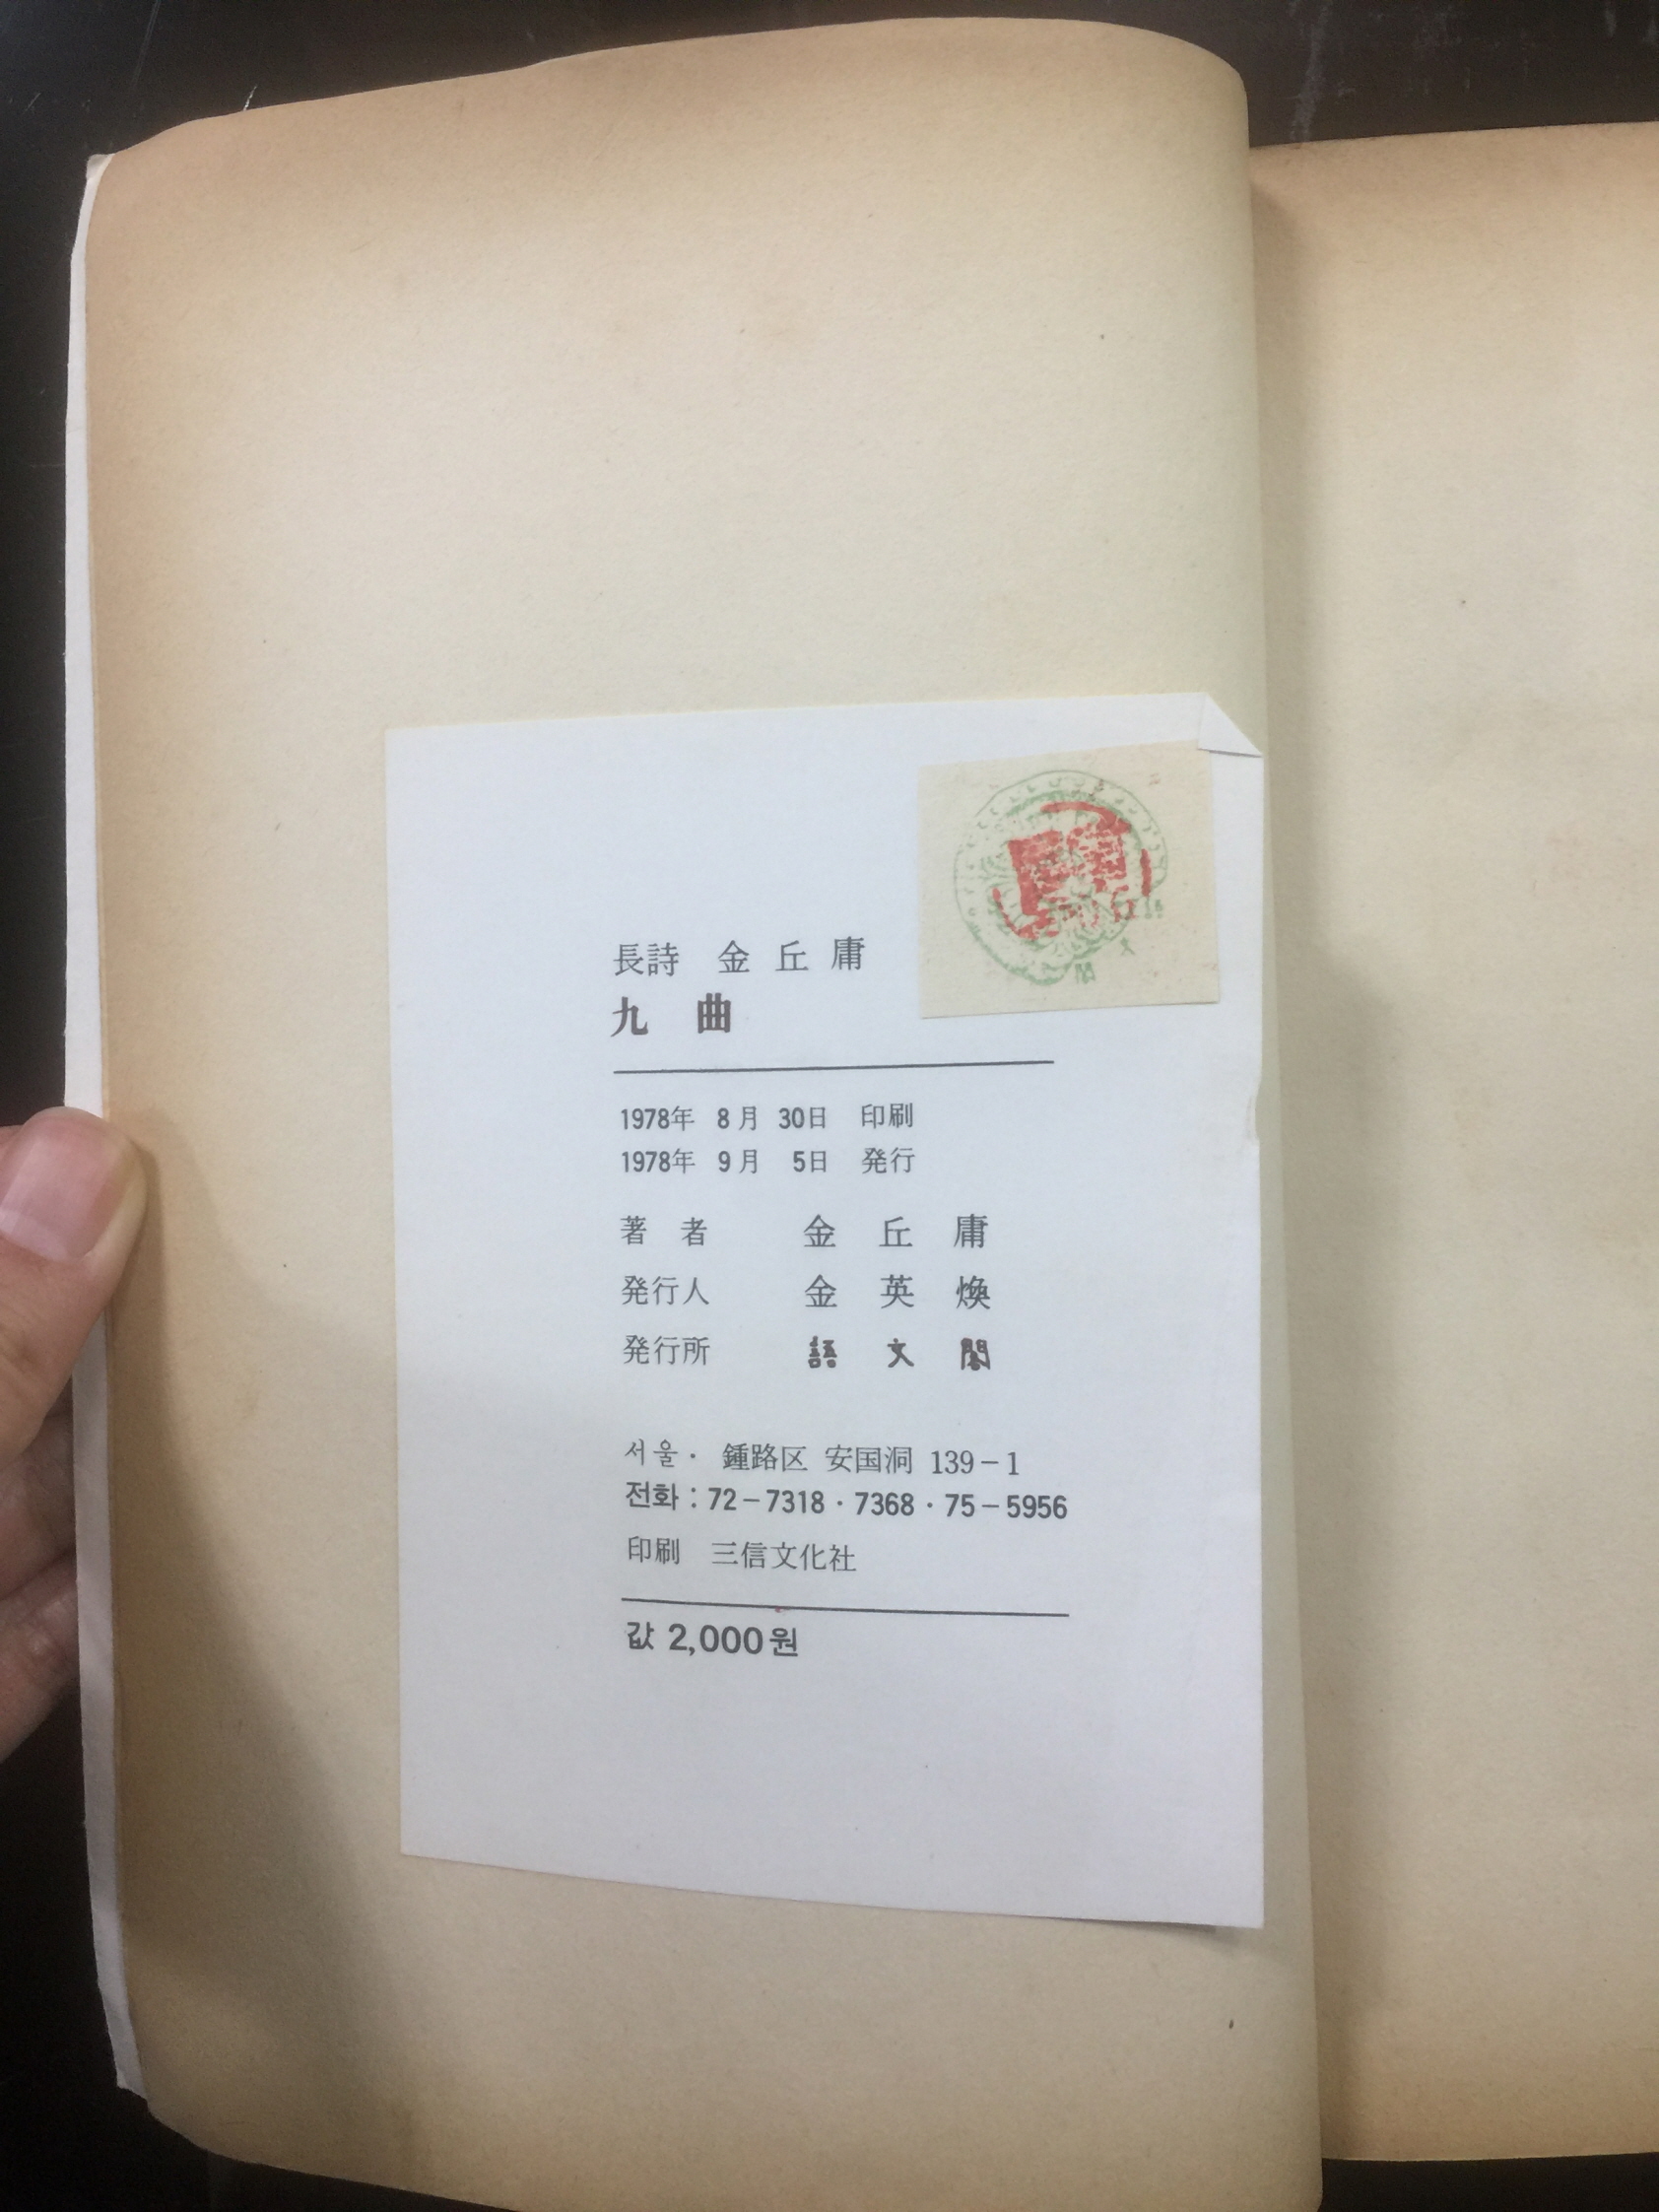 長詩 金丘庸
九曲
1978年 8月 30日 印刷
1978年 9月 5日 発行
著者 金丘庸
発行人 金英煥
発行所 語文閣
서울· 鍾路区 安国洞 139-1
전화 : 72-7318 · 7368 · 75-5956
印刷 三信文化社
값 2,000원